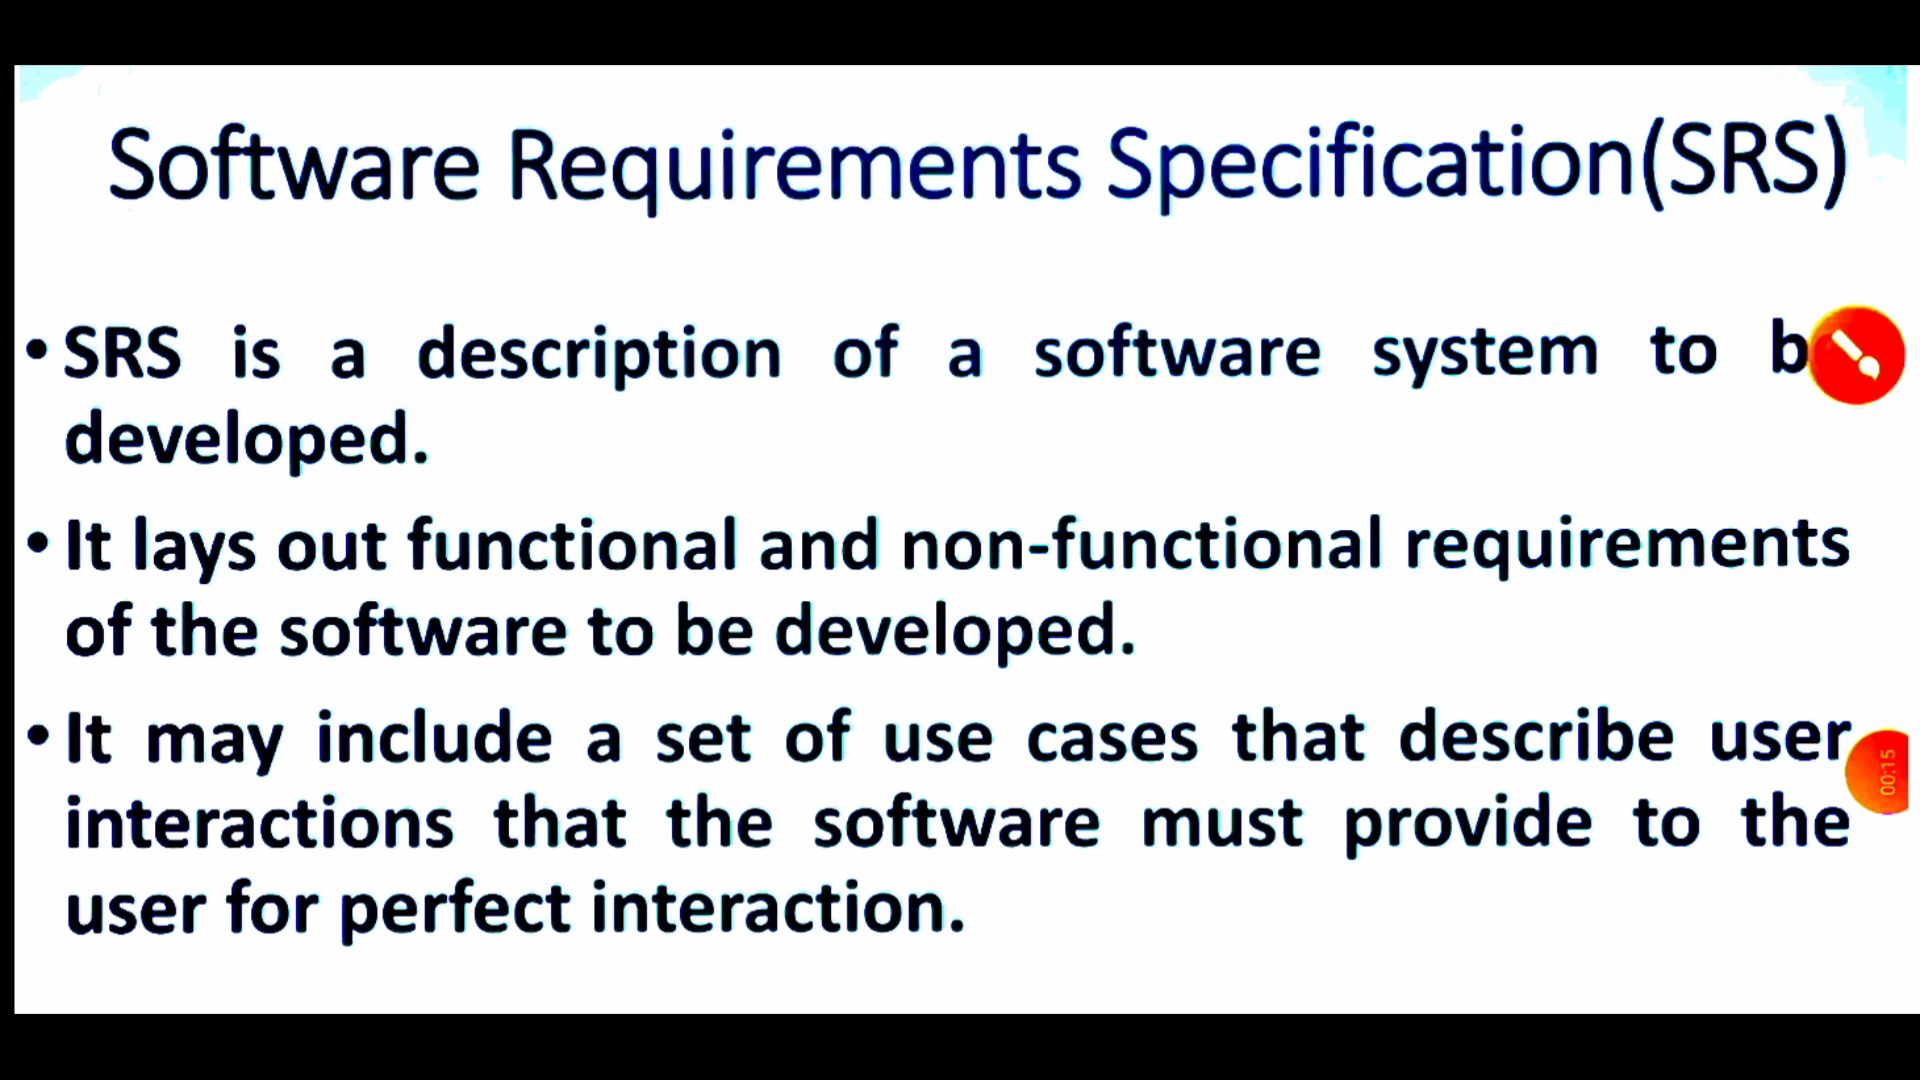 Software Requirements Specification(SRS)
• SRS is a description of a software system to b
developed.
• It lays out functional and non-functional requirements
of the software to be developed.
• It may include a set of use cases that describe user
interactions that the software must provide to the
user for perfect interaction.
00:15